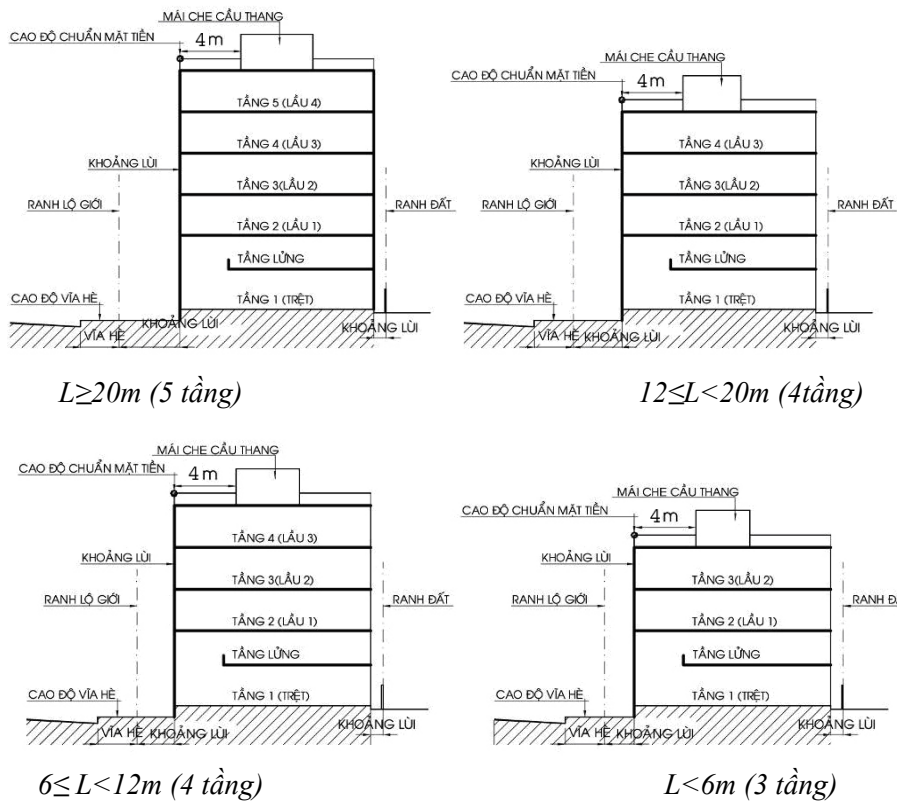 MÁI CHE CẦU THANG
CAO ĐỘ CHUẨN MẶT TIỀN
4m
TẦNG 5 (LẦU 4)
TẦNG 4 (LẦU 3)
KHOẢNG LÙI
TẦNG 3(LẦU 2)
RANH LỘ GIỚI
RANH ĐẤT
TẦNG 2 (LẦU 1)
TẦNG LỬNG
CAO ĐỘ VĨA HÈ
TẦNG 1 (TRỆT)
VĨA HÈ
KHOẢNG LÙI
KHOẢNG LÙI
L≥20m (5 tầng)
MÁI CHE CẦU THANG
CAO ĐỘ CHUẨN MẶT TIỀN
4m
TẦNG 4 (LẦU 3)
KHOẢNG LÙI
TẦNG 3(LẦU 2)
RANH LỘ GIỚI
RANH ĐẤT
TẦNG 2 (LẦU 1)
TẦNG LỬNG
CAO ĐỘ VĨA HÈ
TẦNG 1 (TRỆT)
VĨA HÈ
KHOẢNG LÙI
KHOẢNG LÙI
12≤L<20m (4tầng)
MÁI CHE CẦU THANG
CAO ĐỘ CHUẨN MẶT TIỀN
4m
TẦNG 4 (LẦU 3)
KHOẢNG LÙI
TẦNG 3(LẦU 2)
RANH LỘ GIỚI
RANH ĐẤT
TẦNG 2 (LẦU 1)
TẦNG LỬNG
CAO ĐỘ VĨA HÈ
TẦNG 1 (TRỆT)
VĨA HÈ
KHOẢNG LÙI
KHOẢNG LÙI
6≤ L<12m (4 tầng)
MÁI CHE CẦU THANG
CAO ĐỘ CHUẨN MẶT TIỀN
4m
KHOẢNG LÙI
TẦNG 3(LẦU 2)
RANH LỘ GIỚI
RANH
TẦNG 2 (LẦU 1)
TẦNG LỬNG
CAO ĐỘ VĨA HÈ
TẦNG 1 (TRỆT)
VĨA HÈ
KHOẢNG LÙI
KHOẢNG LÙI
L<6m (3 tầng)